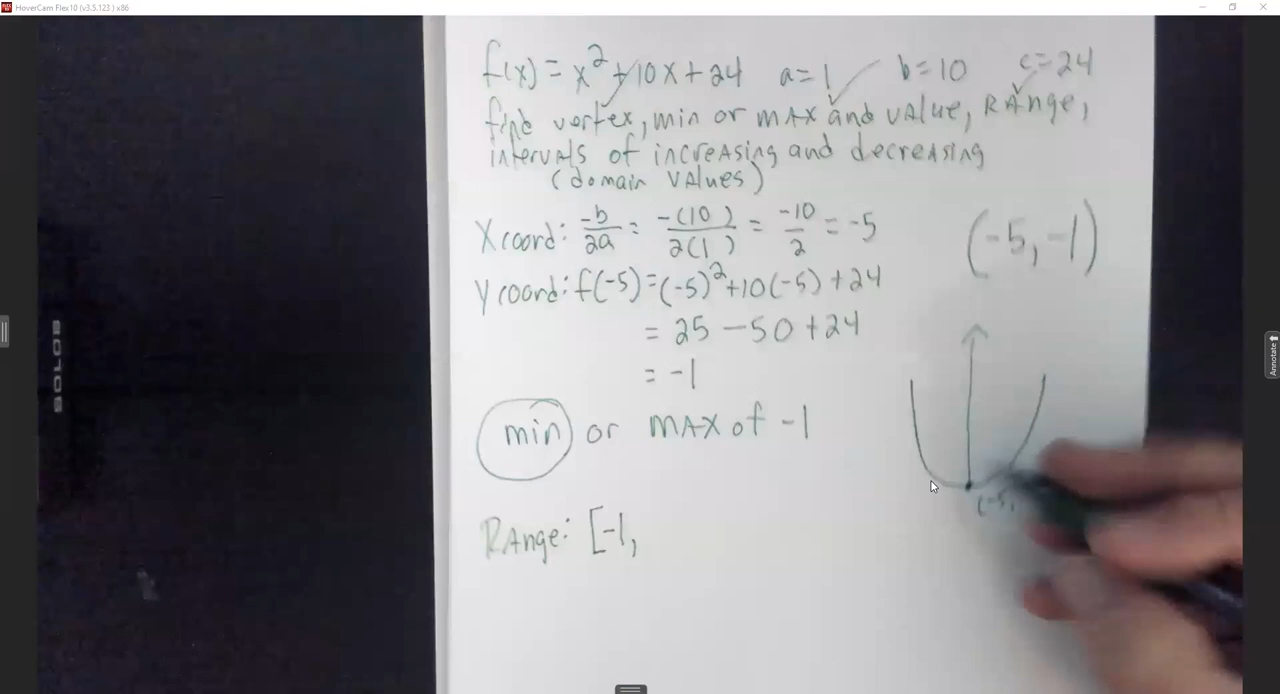 HoverCam Flex10 (v3.5.123 ) x86
f(x) = x² + 10x + 24 a = 1 b = 10 c = 24
find vertex, min or max and value, Range,
intervals of increasing and decreasing
(domain values)
X coord: -b/2a = -(10)/2(1) = -10/2 = -5 (-5, -1)
Y coord: f(-5) = (-5)² + 10(-5) + 24
= 25 - 50 + 24
= -1
min or max of -1
(-5,
Range: [-1,
SOLO8
Annotate